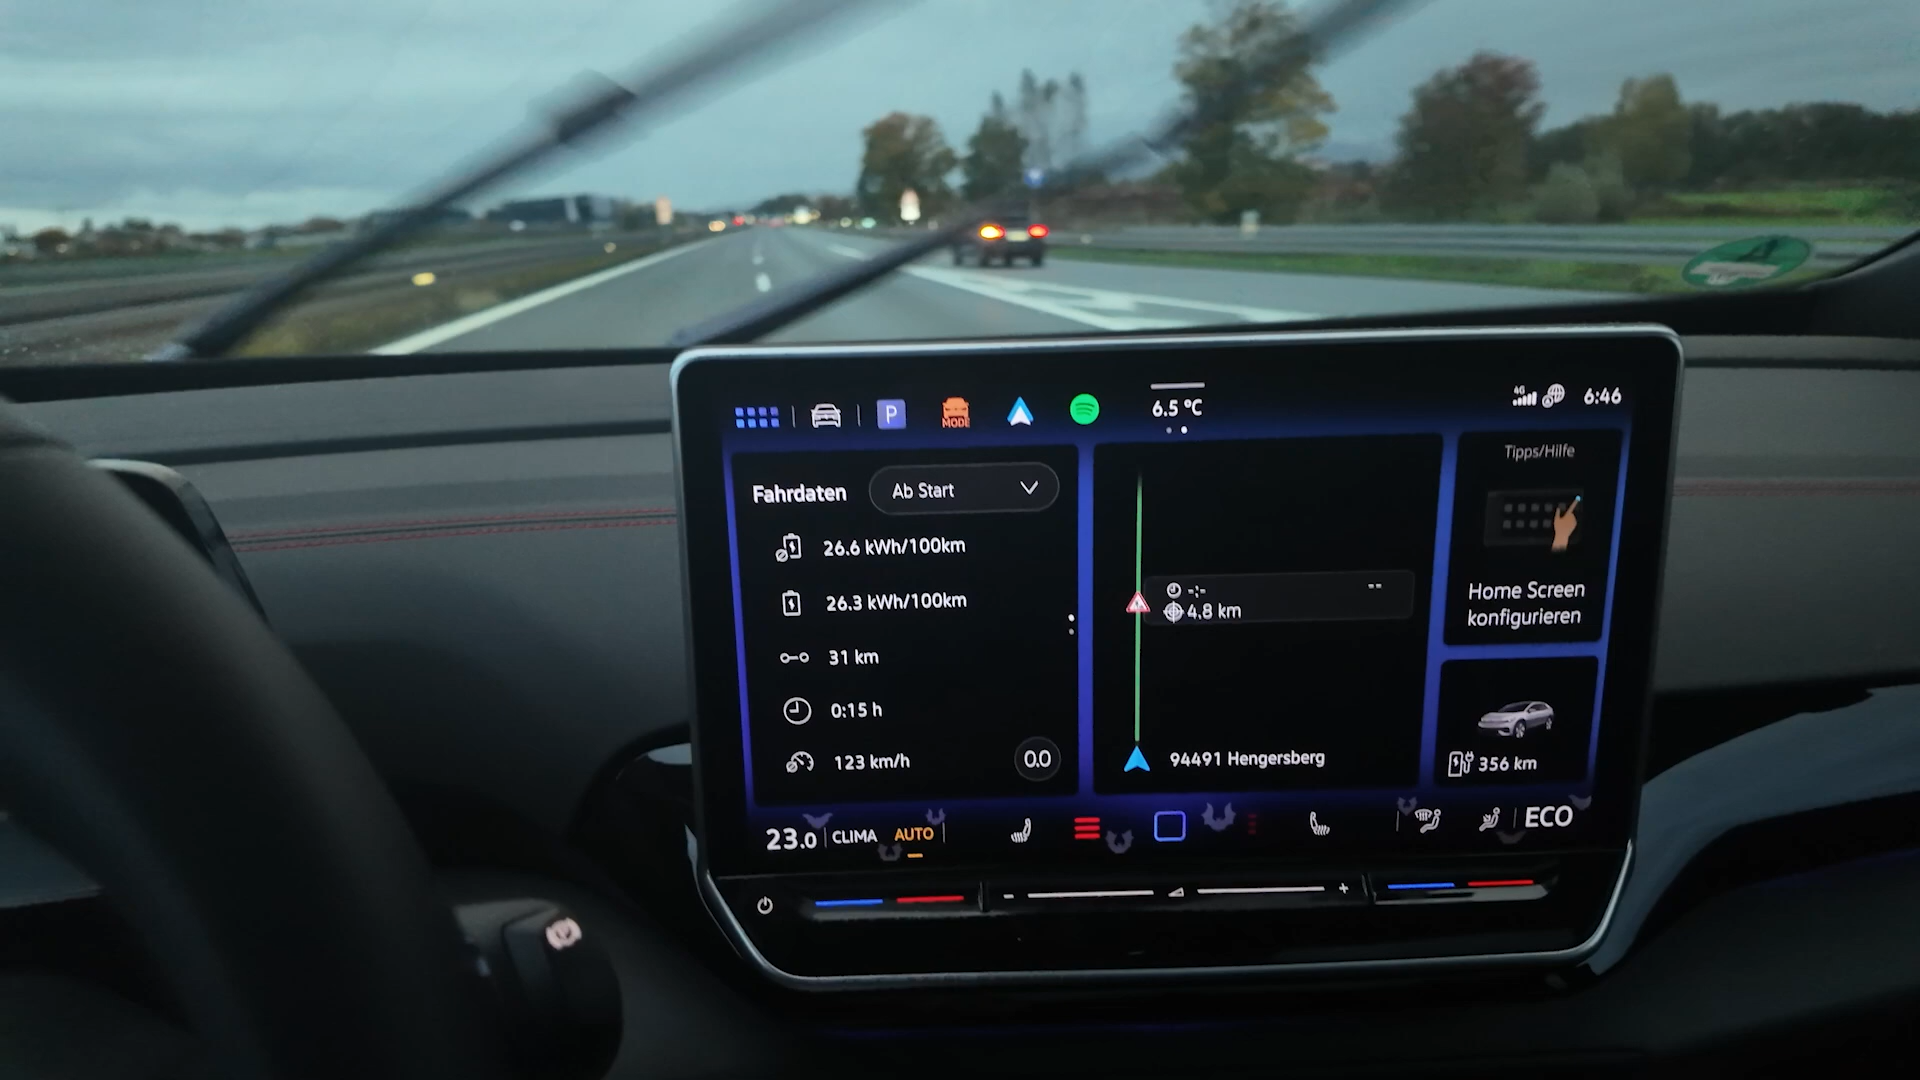 P
MODE
6.5 °C
4G
6:46
Fahrdaten
Ab Start
26.6 kWh/100km
26.3 kWh/100km
31 km
0:15 h
123 km/h
0.0
-:-
--
4.8 km
94491 Hengersberg
Tipps/Hilfe
Home Screen
konfigurieren
356 km
23.0
CLIMA
AUTO
ECO
- +